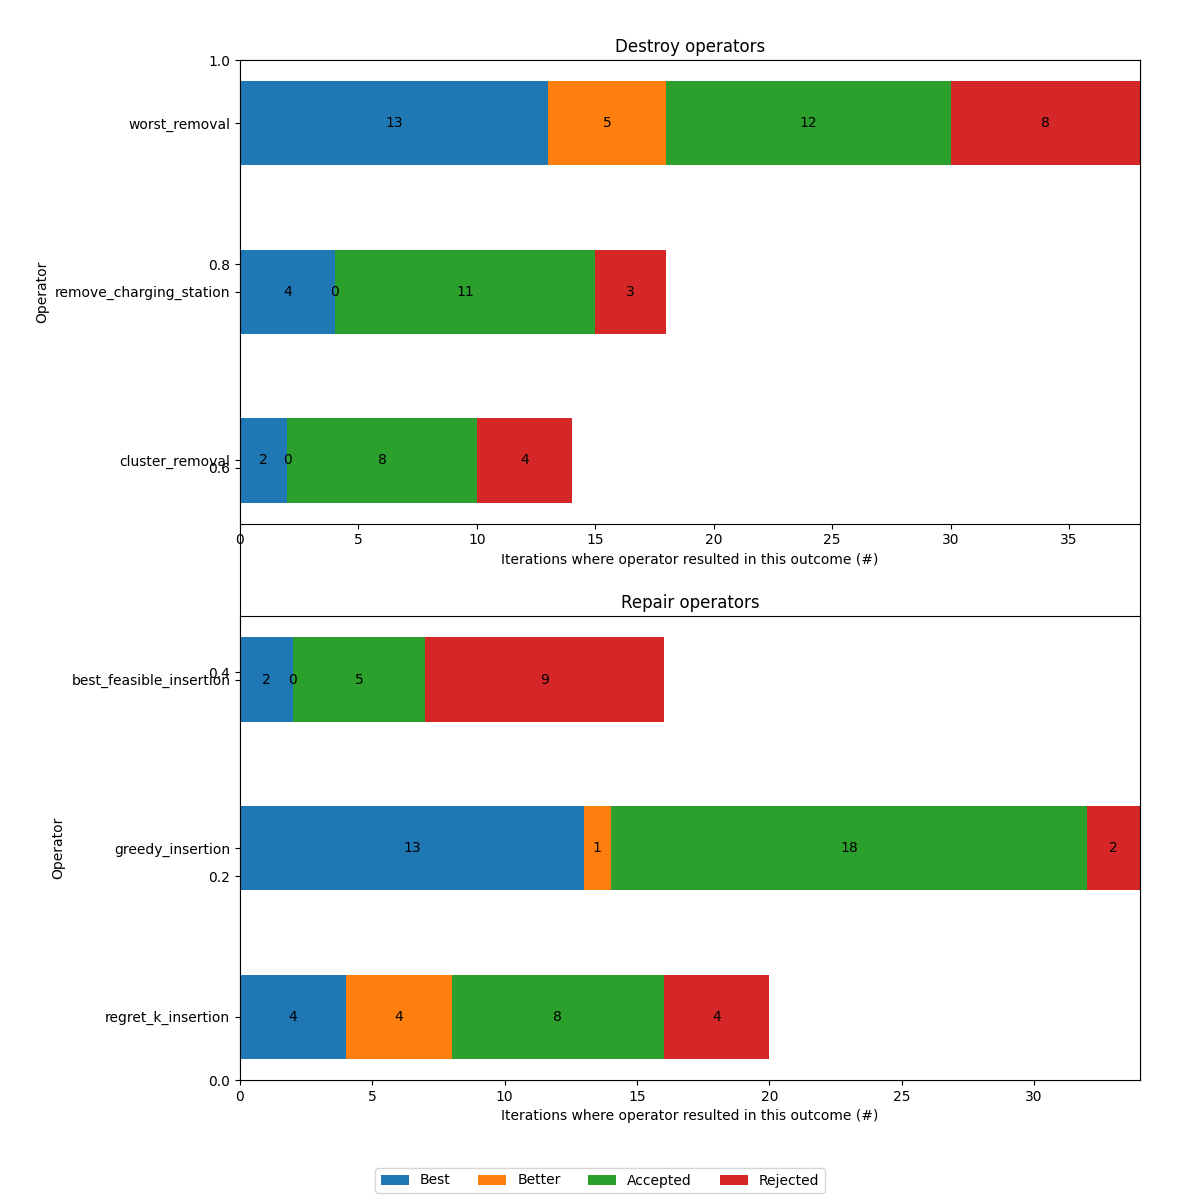 Destroy operators
1.0
worst_removal 13 5 12 8
0.8
Operator
remove_charging_station 4 0 11 3
cluster_removal 2 0 8 4
0.6
0 5 10 15 20 25 30 35
Iterations where operator resulted in this outcome (#)
Repair operators
0.4
best_feasible_insertion 2 0 5 9
Operator
greedy_insertion 13 1 18 2
0.2
regret_k_insertion 4 4 8 4
0.0
0 5 10 15 20 25 30
Iterations where operator resulted in this outcome (#)
Best Better Accepted Rejected